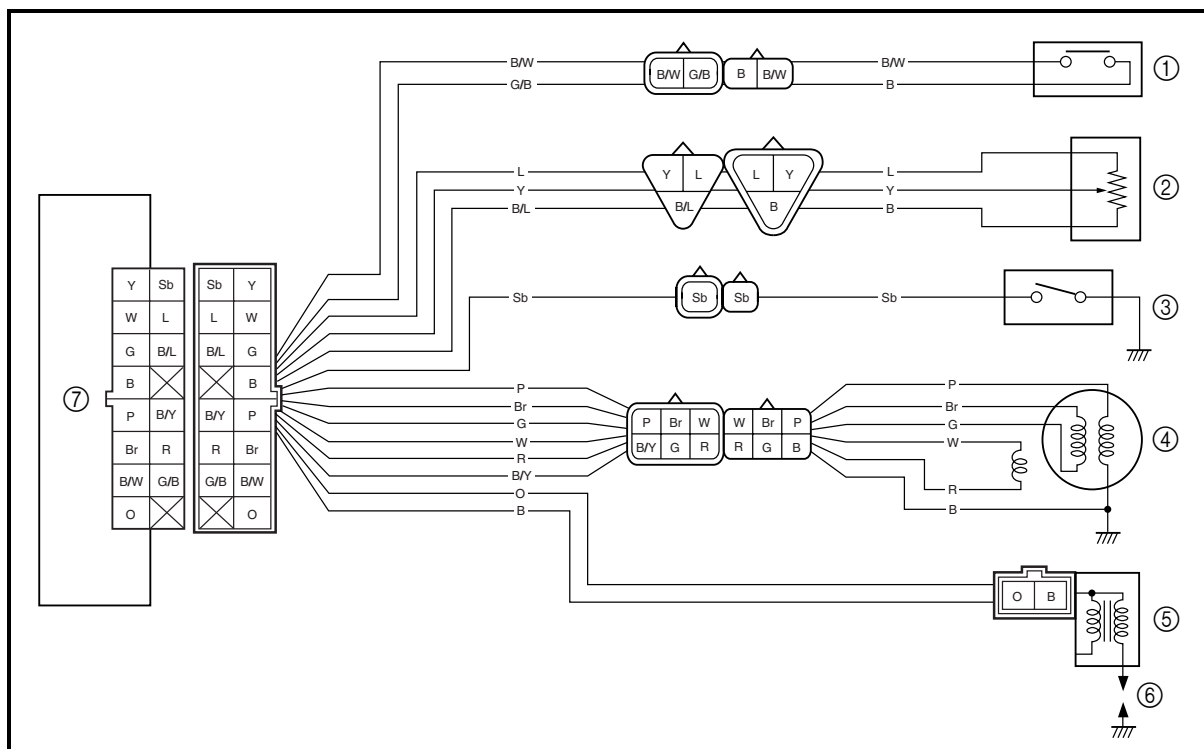 B/W B/W G/B B B/W B/W ①
G/B B
Y L L Y
L L ②
Y Y
B/L B/L B B
Sb Sb Sb Sb ③
Y Sb Sb Y
W L L W
G B/L B/L G
B B
P B/Y B/Y P
Br R R Br
B/W G/B G/B B/W
O O
⑦
P P
Br P Br W W Br P Br
G G ④
W B/Y G R R G B W
R R
B/Y B
O
B
O B ⑤
⑥